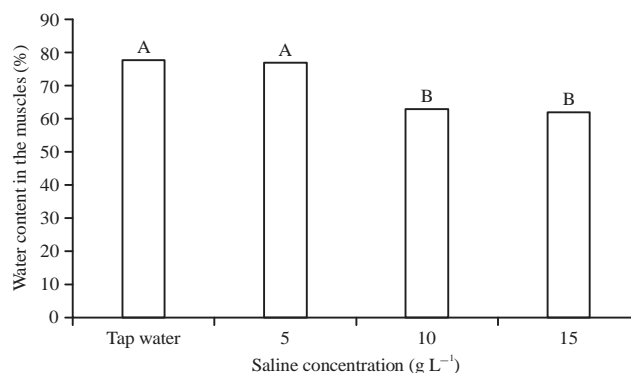 90
80
70
60
50
40
30
20
10
0
Water content in the muscles (%)
A
A
B
B
Tap water
5
10
15
Saline concentration (g L⁻¹)